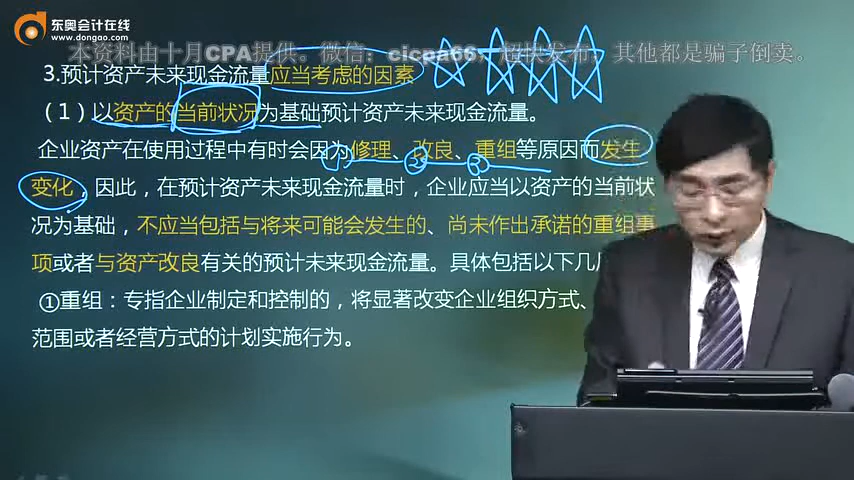 东奥会计在线
www.dongao.com
本资料由十月CPA提供。微信：cicpa66，超快发布，其他都是骗子倒卖。
3.预计资产未来现金流量应当考虑的因素
（1）以资产的当前状况为基础预计资产未来现金流量。
企业资产在使用过程中有时会因为修理、改良、重组等原因而发生
变化，因此，在预计资产未来现金流量时，企业应当以资产的当前状
况为基础，不应当包括与将来可能会发生的、尚未作出承诺的重组事
项或者与资产改良有关的预计未来现金流量。具体包括以下几
①重组：专指企业制定和控制的，将显著改变企业组织方式、
范围或者经营方式的计划实施行为。